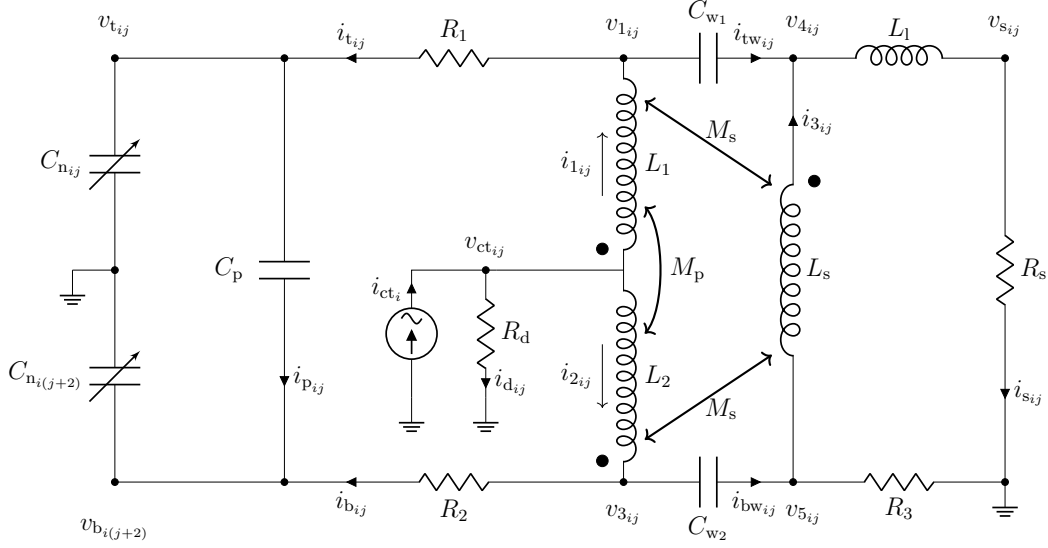 v_{t_{ij}}
i_{t_{ij}}
R_1
v_{1_{ij}}
C_{w_1}
i_{tw_{ij}}
v_{4_{ij}}
L_l
v_{s_{ij}}
C_{n_{ij}}
i_{1_{ij}}
L_1
M_s
i_{3_{ij}}
C_p
v_{ct_{ij}}
M_p
L_s
R_s
i_{ct_i}
R_d
C_{n_{i(j+2)}}
i_{p_{ij}}
i_{d_{ij}}
i_{2_{ij}}
L_2
M_s
i_{s_{ij}}
v_{b_{i(j+2)}}
i_{b_{ij}}
R_2
v_{3_{ij}}
C_{w_2}
i_{bw_{ij}}
v_{5_{ij}}
R_3